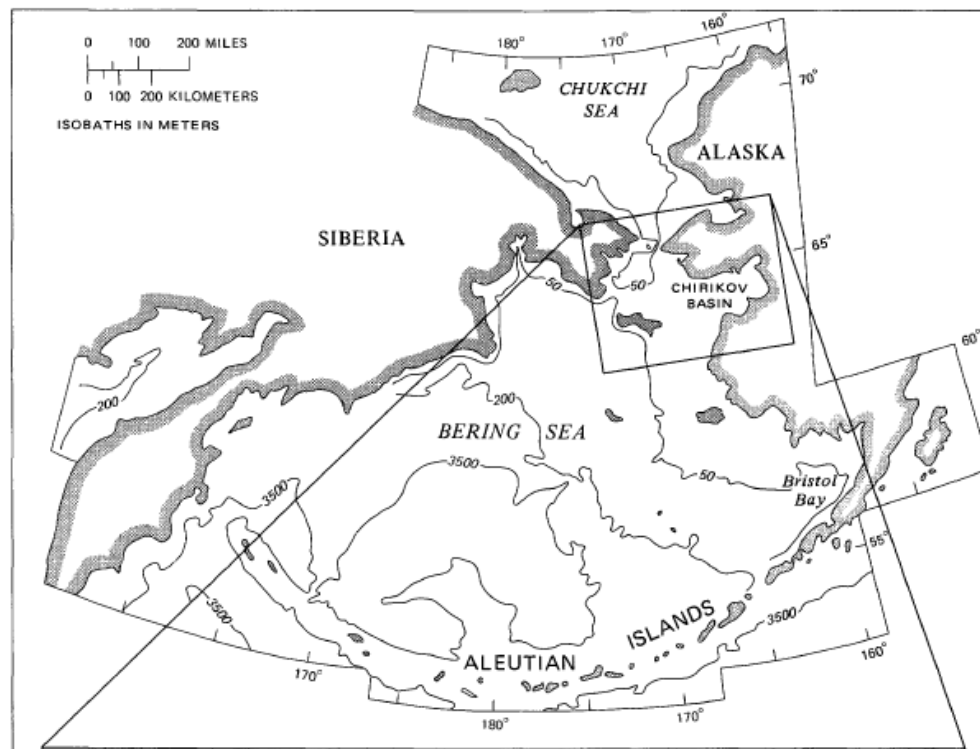 0 100 200 MILES
0 100 200 KILOMETERS
ISOBATHS IN METERS
180°
170°
160°
70°
CHUKCHI
SEA
ALASKA
SIBERIA
65°
50
50
CHIRIKOV
BASIN
60°
200
200
BERING SEA
3500
50
Bristol
Bay
3500
55°
3500
3500
ISLANDS
ALEUTIAN
160°
170°
180°
170°